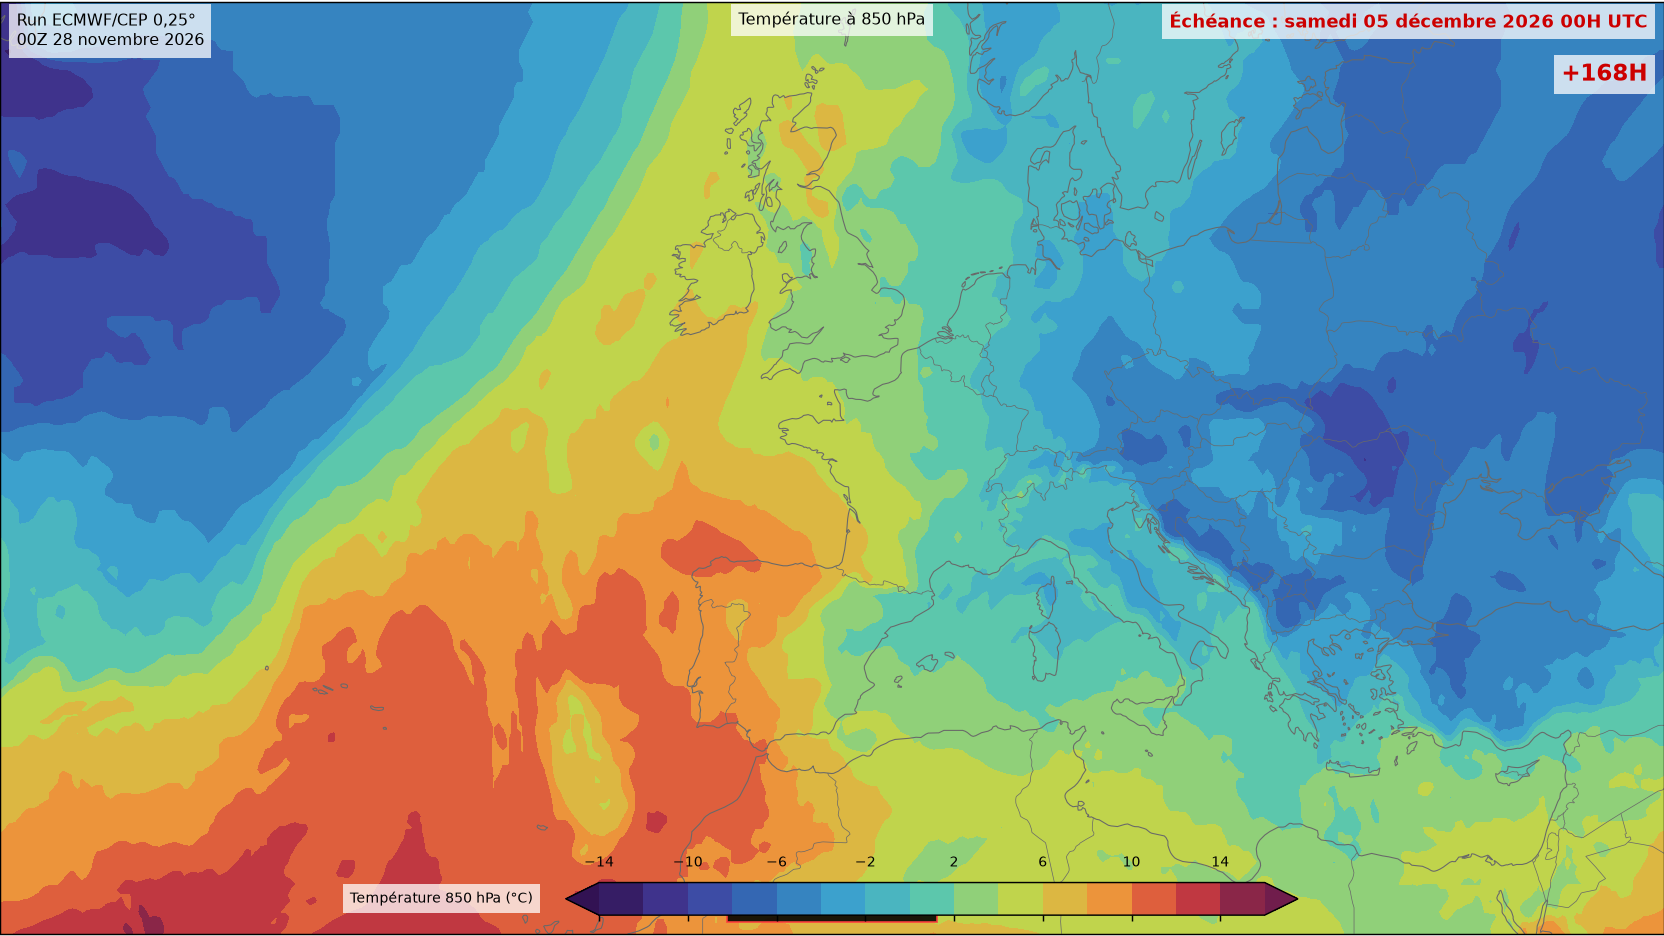 Run ECMWF/CEP 0,25°
00Z 28 novembre 2026
Température à 850 hPa
Échéance : samedi 05 décembre 2026 00H UTC
+168H
−14 −10 −6 −2 2 6 10 14
Température 850 hPa (°C)